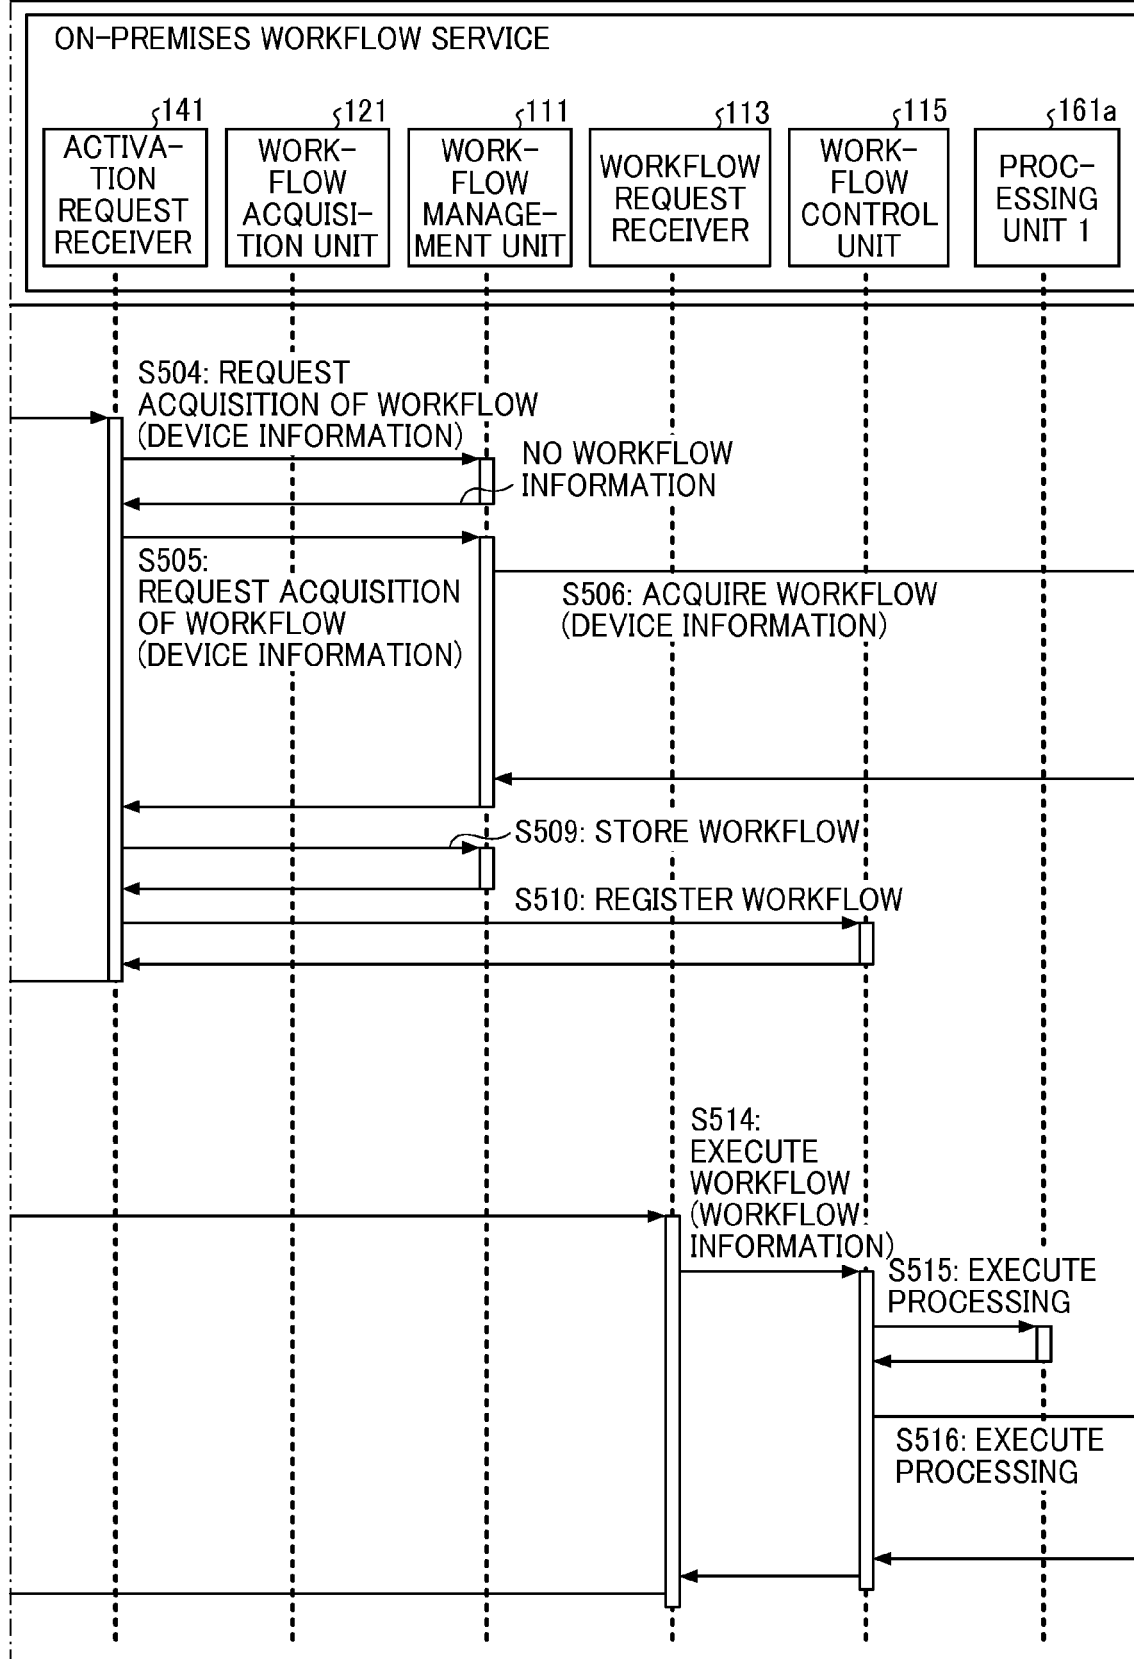 ON-PREMISES WORKFLOW SERVICE
141
121
111
113
115
161a
ACTIVA-
TION
REQUEST
RECEIVER
WORK-
FLOW
ACQUISI-
TION UNIT
WORK-
FLOW
MANAGE-
MENT UNIT
WORKFLOW
REQUEST
RECEIVER
WORK-
FLOW
CONTROL
UNIT
PROC-
ESSING
UNIT 1
S504: REQUEST
ACQUISITION OF WORKFLOW
(DEVICE INFORMATION)
NO WORKFLOW
INFORMATION
S505:
REQUEST ACQUISITION
OF WORKFLOW
(DEVICE INFORMATION)
S506: ACQUIRE WORKFLOW
(DEVICE INFORMATION)
S509: STORE WORKFLOW
S510: REGISTER WORKFLOW
S514:
EXECUTE
WORKFLOW
(WORKFLOW
INFORMATION)
S515: EXECUTE
PROCESSING
S516: EXECUTE
PROCESSING